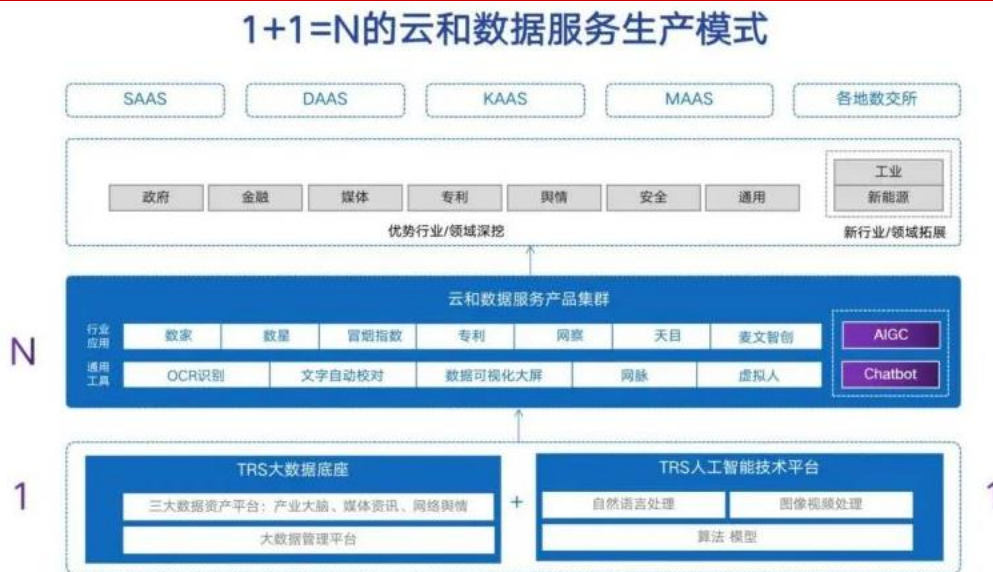 1+1=N的云和数据服务生产模式
SAAS DAAS KAAS MAAS 各地数交所
工业
政府 金融 媒体 专利 舆情 安全 通用 新能源
优势行业/领域深挖 新行业/领域拓展
云和数据服务产品集群
行业应用 数家 数星 冒烟指数 专利 网察 天目 麦文智创 AIGC
N
通用工具 OCR识别 文字自动校对 数据可视化大屏 网脉 虚拟人 Chatbot
TRS大数据底座 TRS人工智能技术平台
1 三大数据资产平台：产业大脑、媒体资讯、网络舆情 + 自然语言处理 图像视频处理
大数据管理平台 算法 模型